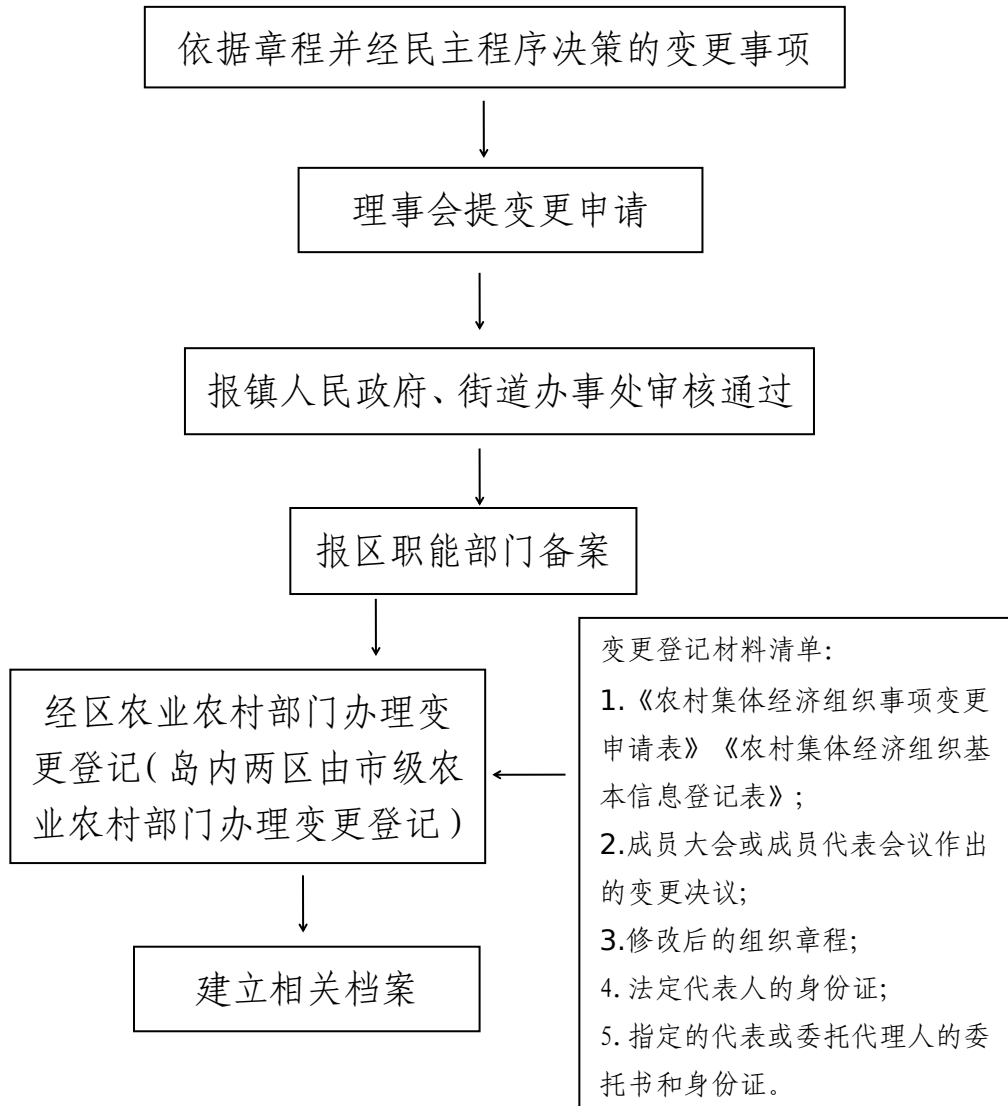 依据章程并经民主程序决策的变更事项
理事会提变更申请
报镇人民政府、街道办事处审核通过
报区职能部门备案
经区农业农村部门办理变
更登记(岛内两区由市级农
业农村部门办理变更登记)
建立相关档案
变更登记材料清单:
1.《农村集体经济组织事项变更
申请表》《农村集体经济组织基
本信息登记表》;
2.成员大会或成员代表会议作出
的变更决议;
3.修改后的组织章程;
4. 法定代表人的身份证;
5. 指定的代表或委托代理人的委
托书和身份证。